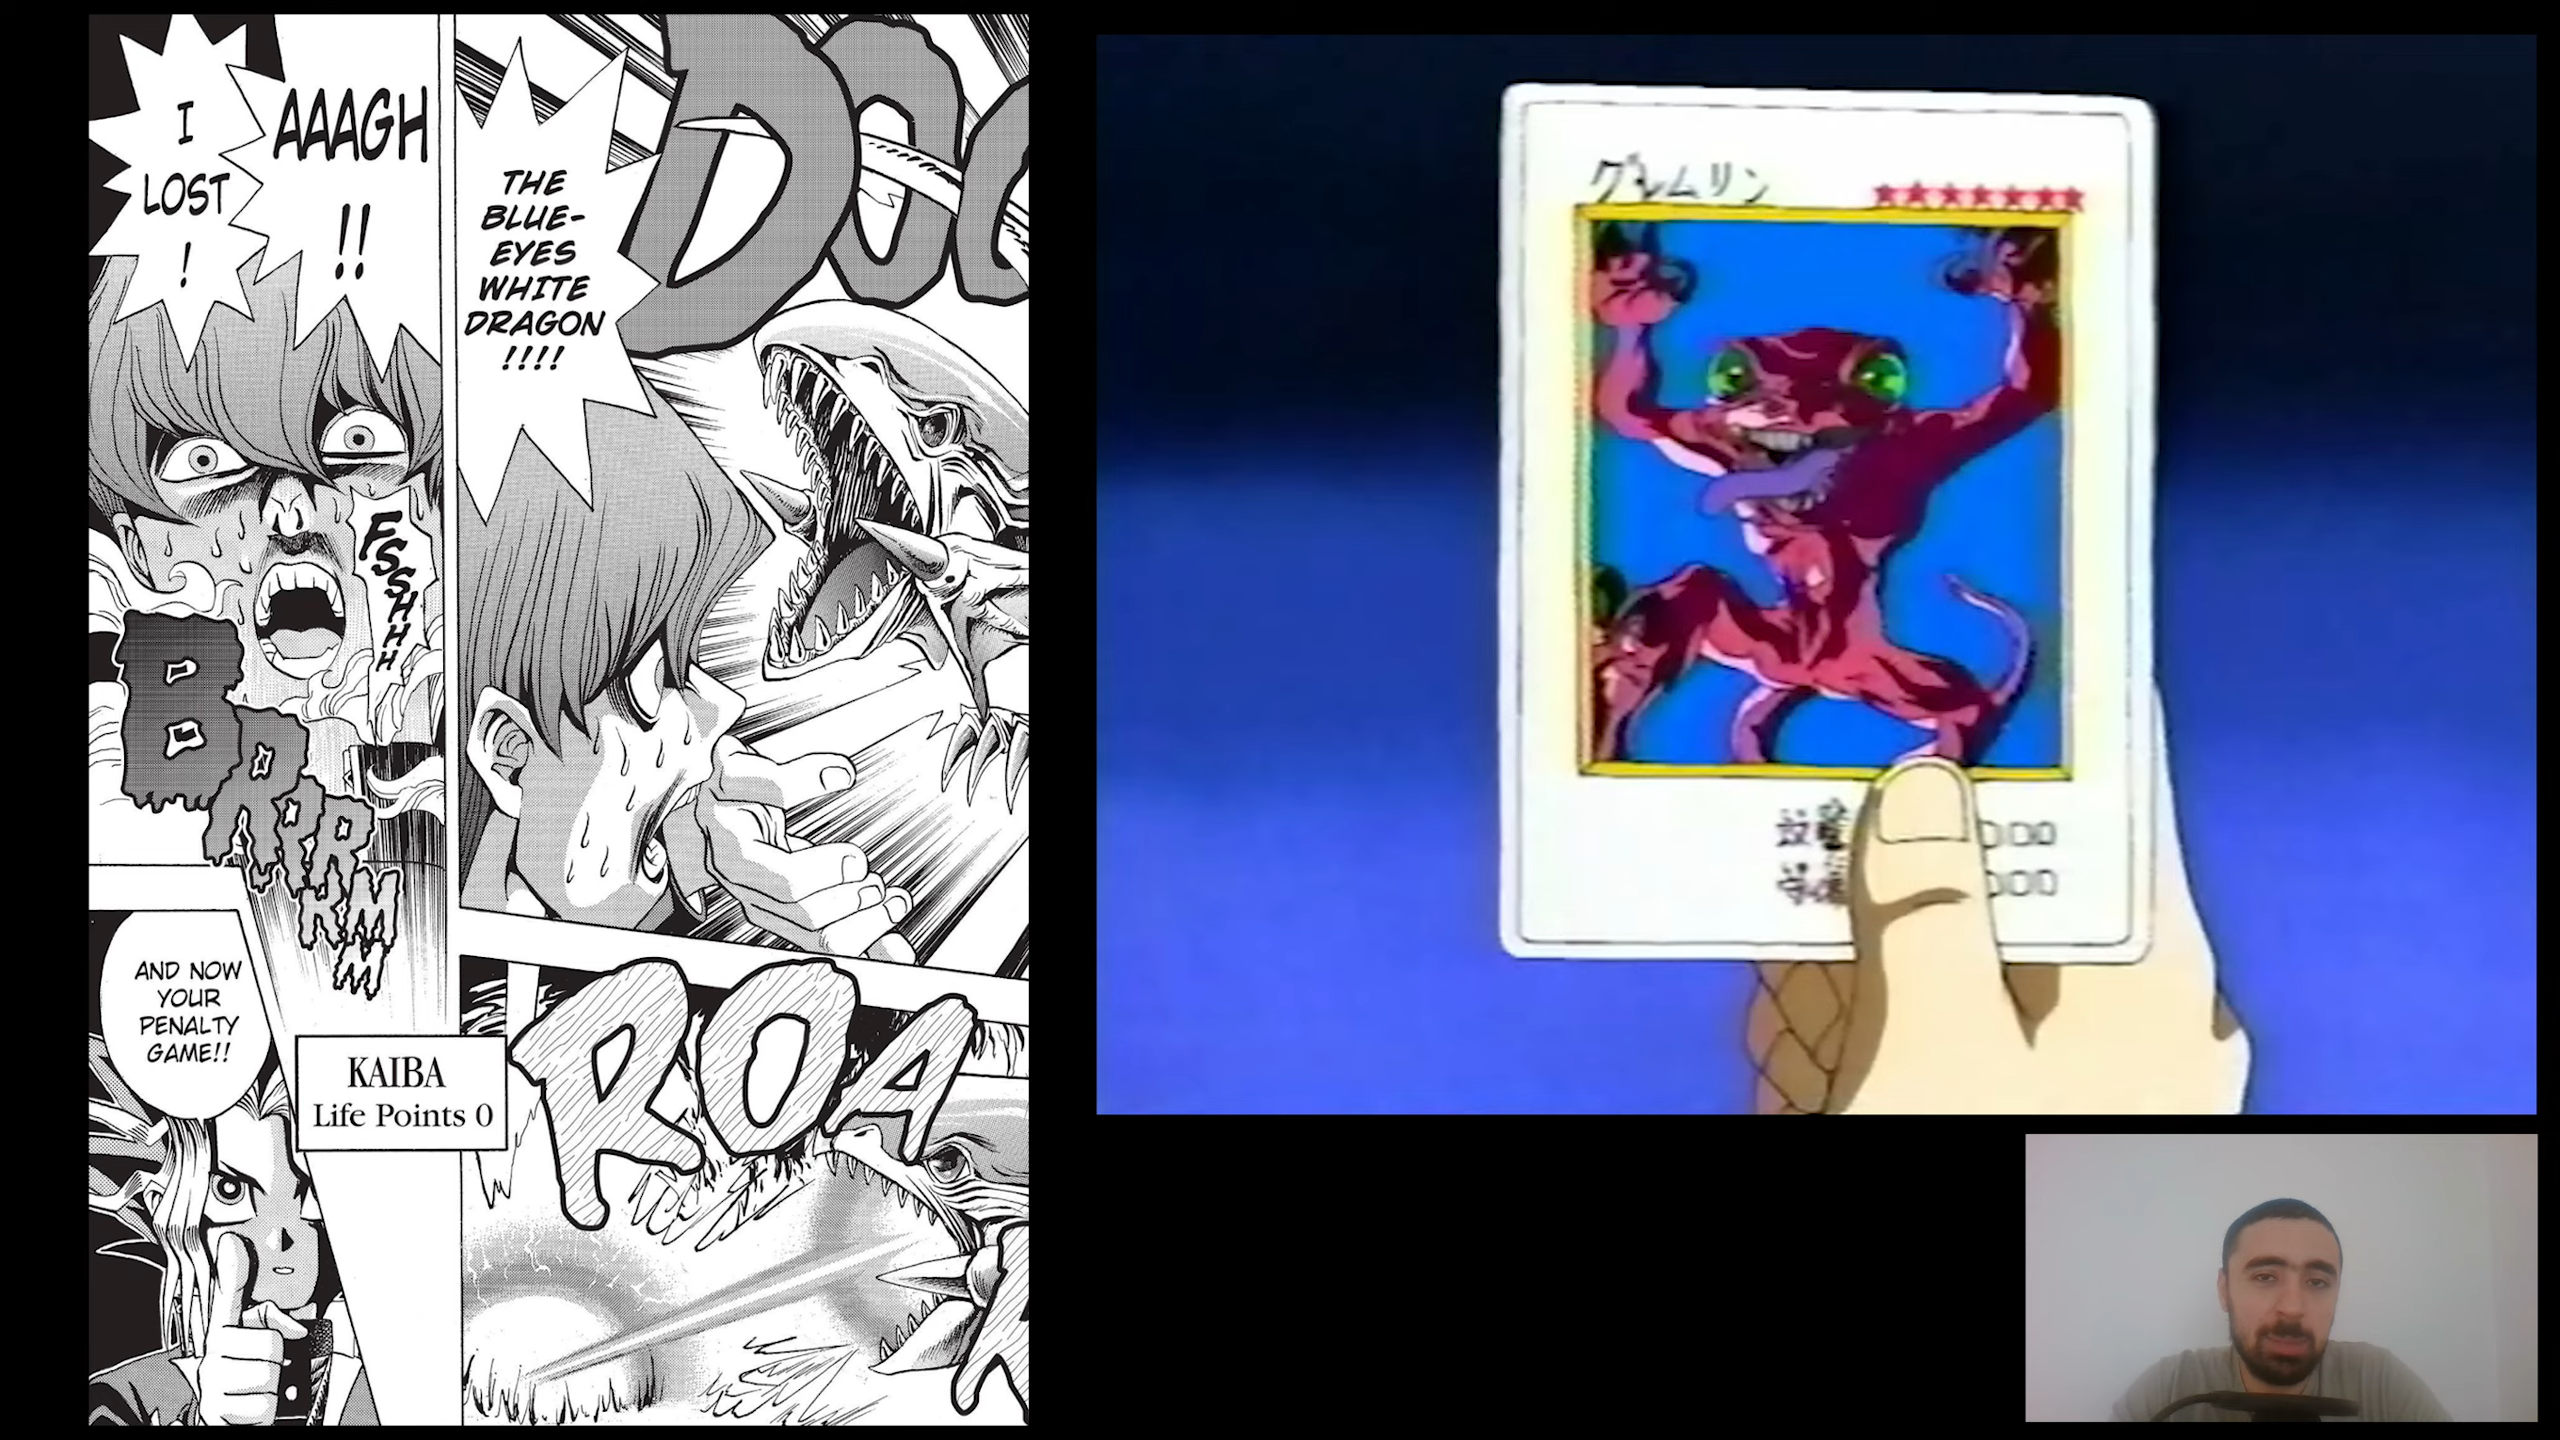 THE
BLUE-
EYES
WHITE
DRAGON
!!!!
DOO
ROA
AAAGH
!!
I
LOST
!
FSSHHH
KAIBA
Life Points 0
AND NOW
YOUR
PENALTY
GAME!!
グレムリン
★★★★★★★